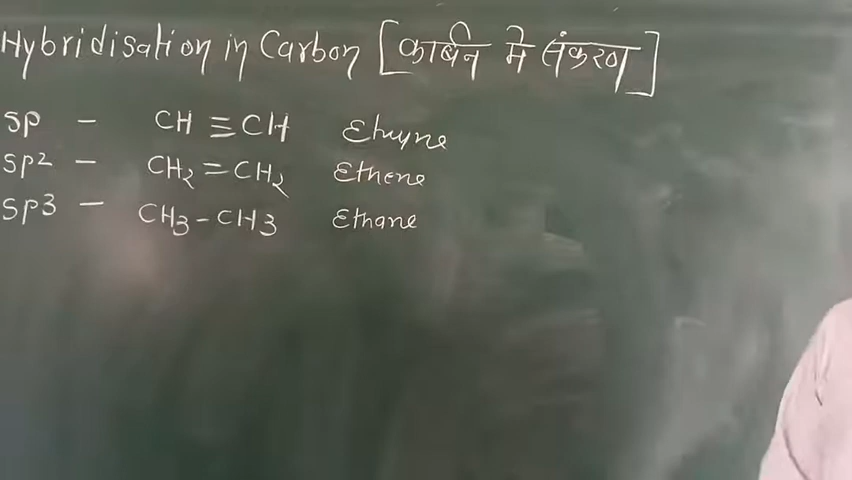 Hybridisation in Carbon [कार्बन मे संकरण]
SP - CH ≡ CH Ethyne
SP2 - CH2 = CH2 Ethene
SP3 - CH3 - CH3 Ethane